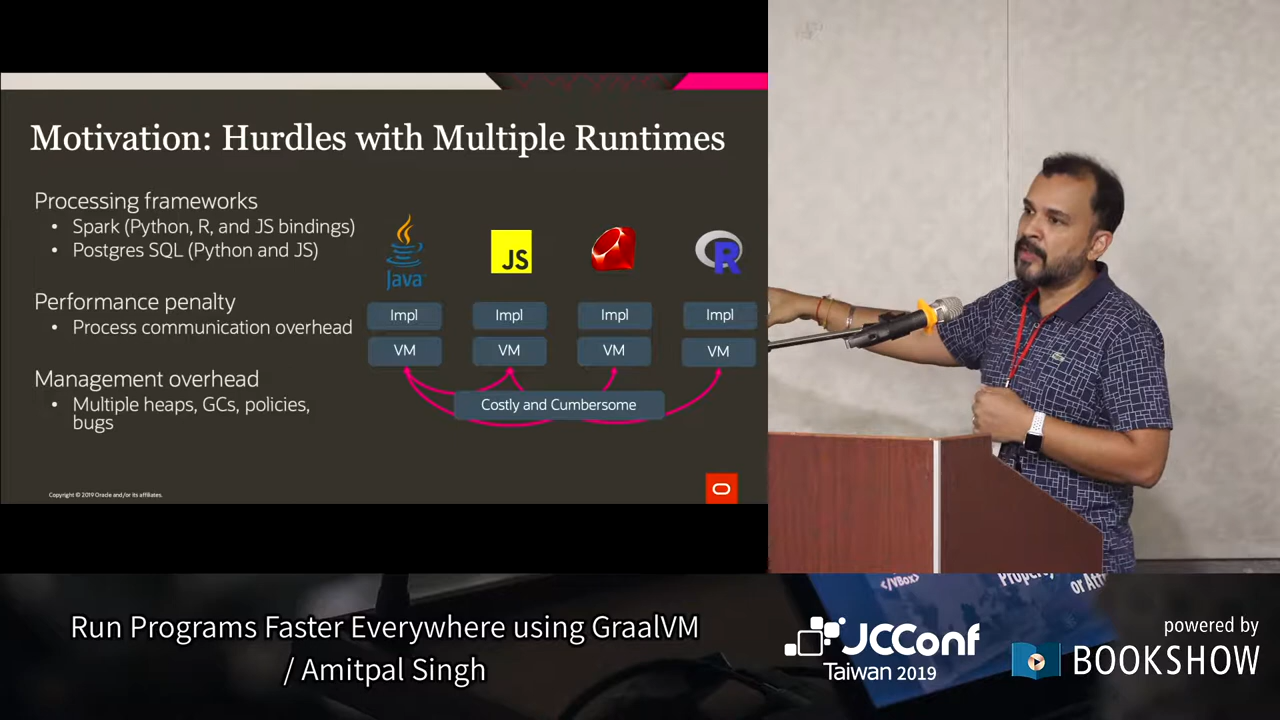 Motivation: Hurdles with Multiple Runtimes
Processing frameworks
• Spark (Python, R, and JS bindings)
• Postgres SQL (Python and JS)
Performance penalty
• Process communication overhead
Management overhead
• Multiple heaps, GCs, policies,
bugs
Java
JS
R
Impl
Impl
Impl
Impl
VM
VM
VM
VM
Costly and Cumbersome
Copyright © 2019 Oracle and/or its affiliates.
</VBox>
or Att
Run Programs Faster Everywhere using GraalVM
/ Amitpal Singh
JCConf
Taiwan 2019
powered by
BOOKSHOW